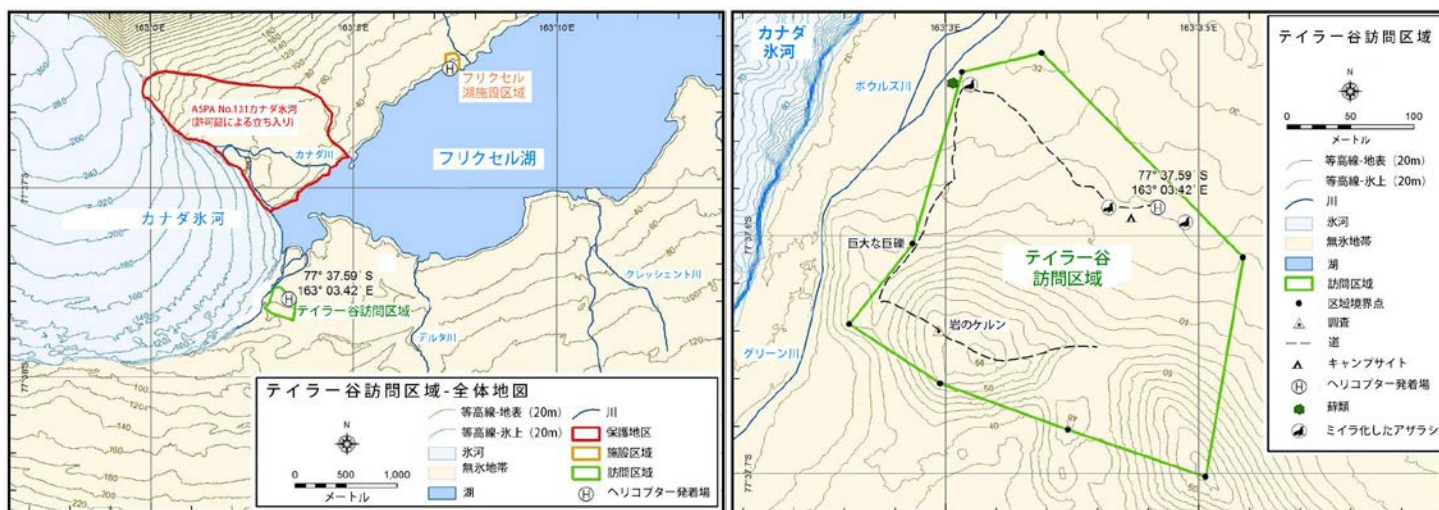 163°0'E
163°8'E
163°10'E
ASPA No.131カナダ氷河
(許可証による立ち入り)
フリクセル
湖施設区域
カナダ川
フリクセル湖
77°37'S
カナダ氷河
77° 37.59' S
163° 03.42' E
テイラー谷訪問区域
クレッシェント川
デルタ川
77°38'S
テイラー谷訪問区域-全体地図
等高線-地表（20m）
等高線-氷上（20m）
氷河
無氷地帯
湖
川
保護地区
施設区域
訪問区域
ヘリコプター発着場
N
0 500 1,000
メートル
カナダ
氷河
163°3'E
163°3.5'E
ボウルズ川
32
77° 37.59' S
163° 03.42' E
77°37.6'S
巨大な巨礫
テイラー谷
訪問区域
岩のケルン
グリーン川
77°37.7'S
テイラー谷訪問区域
N
0 50 100
メートル
等高線-地表（20m）
等高線-氷上（20m）
川
氷河
無氷地帯
湖
訪問区域
区域境界点
調査
道
キャンプサイト
ヘリコプター発着場
蘚類
ミイラ化したアザラシ